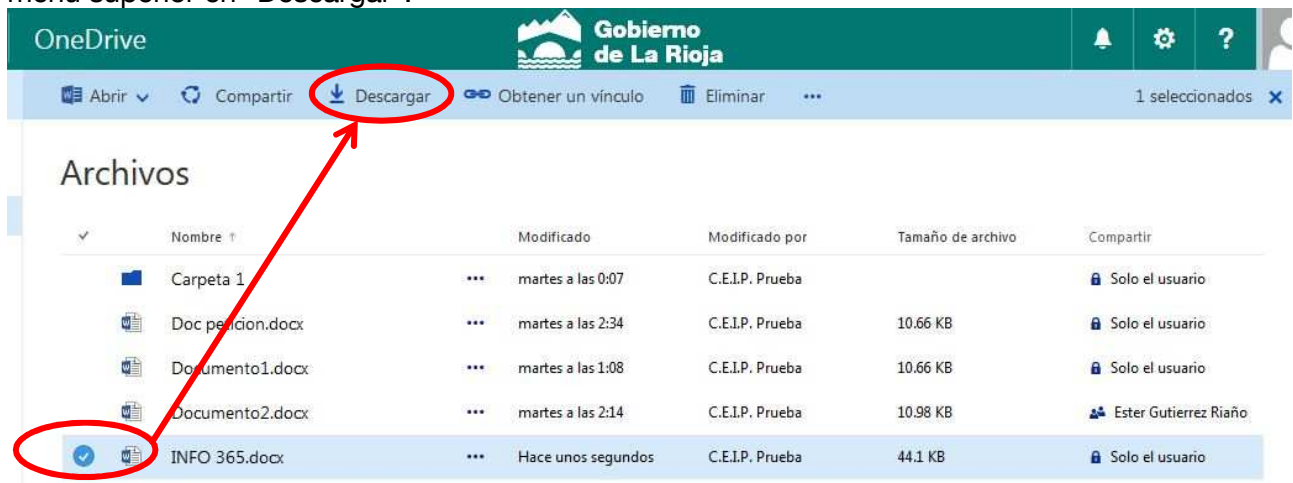 menú superior en "Descargar".
OneDrive Gobierno de La Rioja ?
Abrir Compartir Descargar Obtener un vínculo Eliminar ... 1 seleccionados
Archivos
Nombre Modificado Modificado por Tamaño de archivo Compartir
Carpeta 1 ... martes a las 0:07 C.E.I.P. Prueba Solo el usuario
Doc peticion.docx ... martes a las 2:34 C.E.I.P. Prueba 10.66 KB Solo el usuario
Documento1.docx ... martes a las 1:08 C.E.I.P. Prueba 10.66 KB Solo el usuario
Documento2.docx ... martes a las 2:14 C.E.I.P. Prueba 10.98 KB Ester Gutierrez Riaño
INFO 365.docx ... Hace unos segundos C.E.I.P. Prueba 44.1 KB Solo el usuario